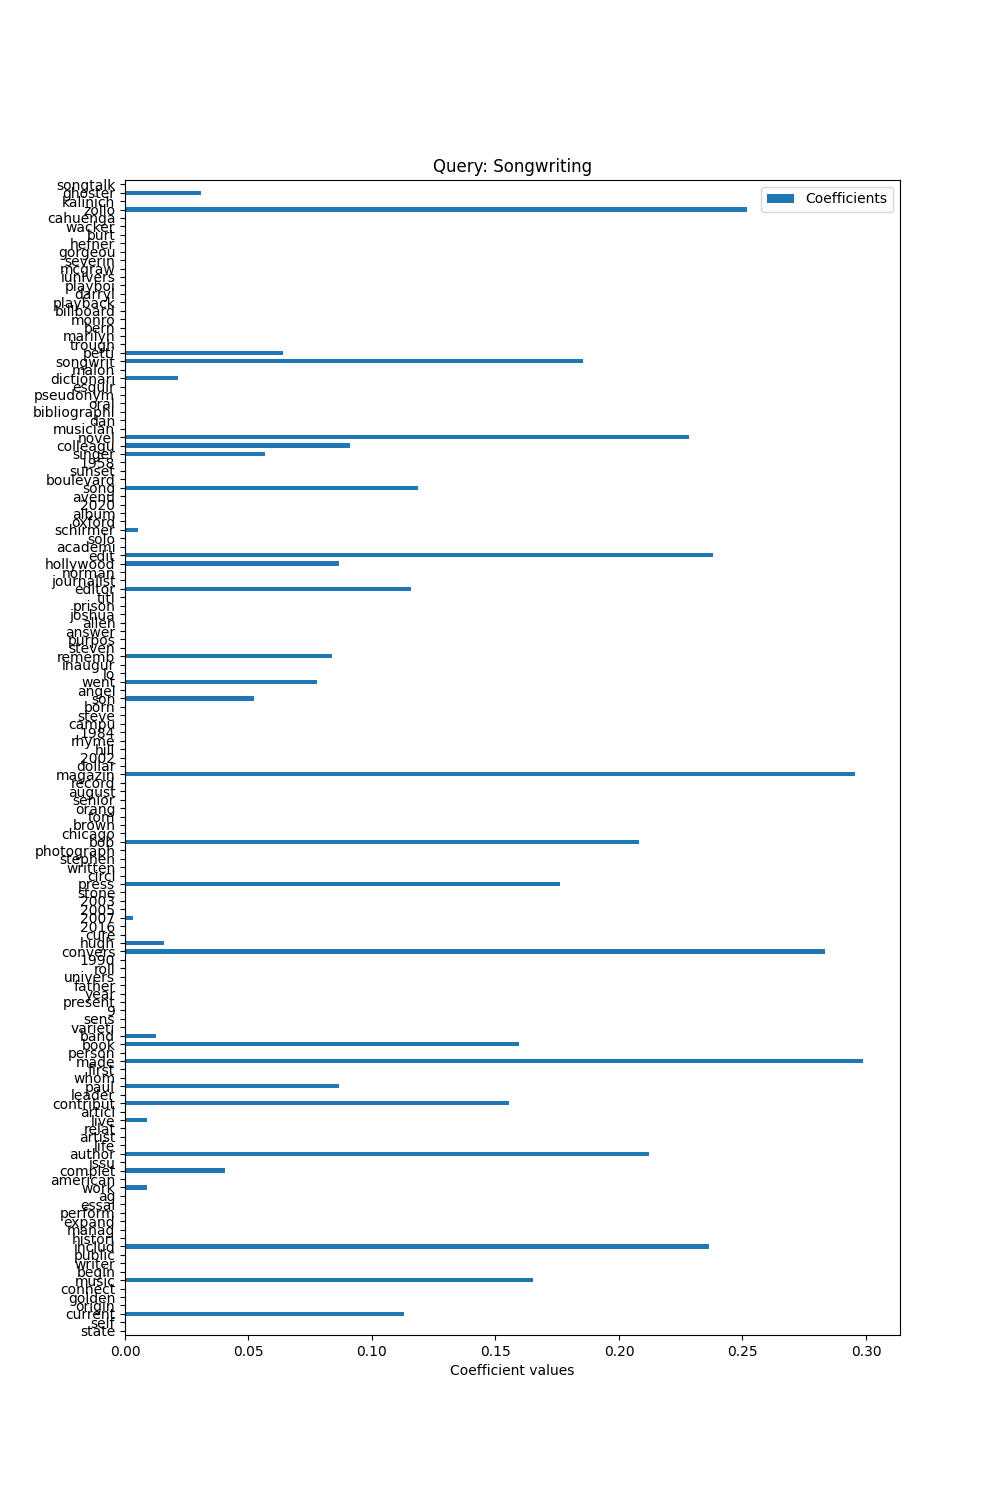 Query: Songwriting
Coefficients
songtalk
ghoster
kalinich
zollo
cahuenga
wacker
burt
hefner
gorgeou
severin
mcgraw
iunivers
playboi
darryl
playback
billboard
monro
bern
marilyn
trough
petti
songwrit
malon
dictionari
esquir
pseudonym
oral
bibliographi
dan
musician
novel
colleagu
singer
1958
sunset
boulevard
song
avenu
2020
album
oxford
schirmer
solo
academi
edit
hollywood
norman
journalist
editor
titl
prison
joshua
allen
answer
purpos
steven
rememb
inaugur
lo
went
angel
son
born
steve
campu
1984
rhyme
hill
2002
dollar
magazin
record
august
senior
orang
tom
brown
chicago
bob
photograph
stephen
written
circl
press
stone
2003
2005
2007
2016
cure
hugh
convers
1990
roll
univers
father
year
present
9
sens
varieti
band
book
person
made
first
whom
paul
leader
contribut
articl
live
relat
artist
life
author
issu
complet
american
work
ag
essai
perform
expand
manag
histori
includ
public
writer
begin
music
connect
golden
origin
current
self
state
0.00 0.05 0.10 0.15 0.20 0.25 0.30
Coefficient values